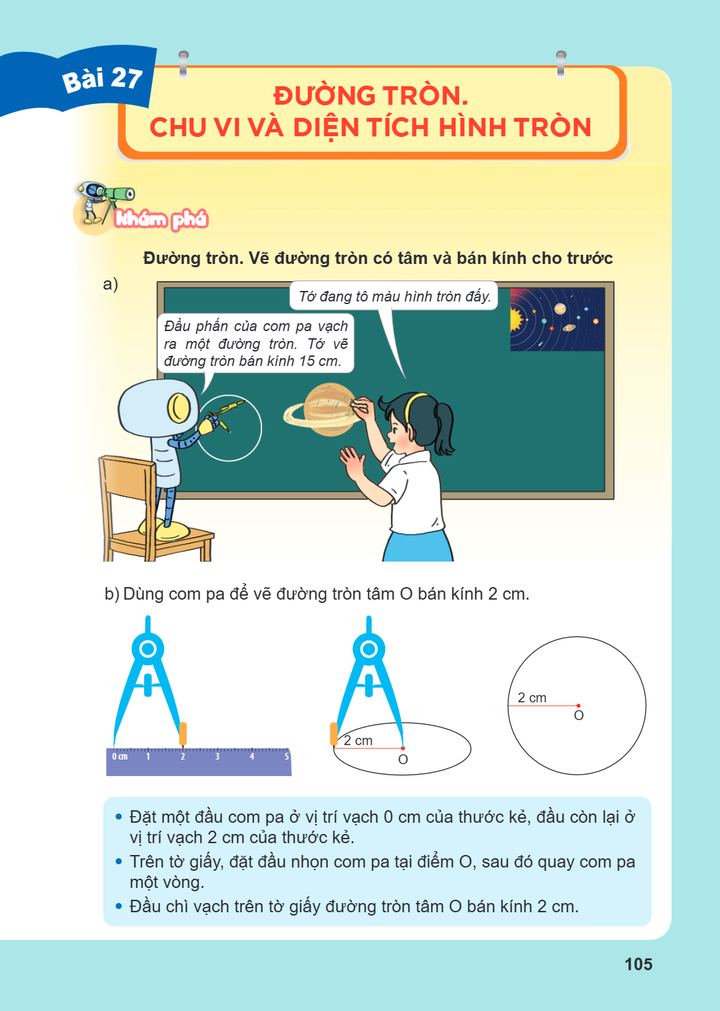 Bài 27
ĐƯỜNG TRÒN.
CHU VI VÀ DIỆN TÍCH HÌNH TRÒN
Khám phá
Đường tròn. Vẽ đường tròn có tâm và bán kính cho trước
a)
Tớ đang tô màu hình tròn đấy.
Đầu phấn của com pa vạch
ra một đường tròn. Tớ vẽ
đường tròn bán kính 15 cm.
b) Dùng com pa để vẽ đường tròn tâm O bán kính 2 cm.
0 cm 1 2 3 4 5
2 cm
O
2 cm
O
• Đặt một đầu com pa ở vị trí vạch 0 cm của thước kẻ, đầu còn lại ở
vị trí vạch 2 cm của thước kẻ.
• Trên tờ giấy, đặt đầu nhọn com pa tại điểm O, sau đó quay com pa
một vòng.
• Đầu chì vạch trên tờ giấy đường tròn tâm O bán kính 2 cm.
105